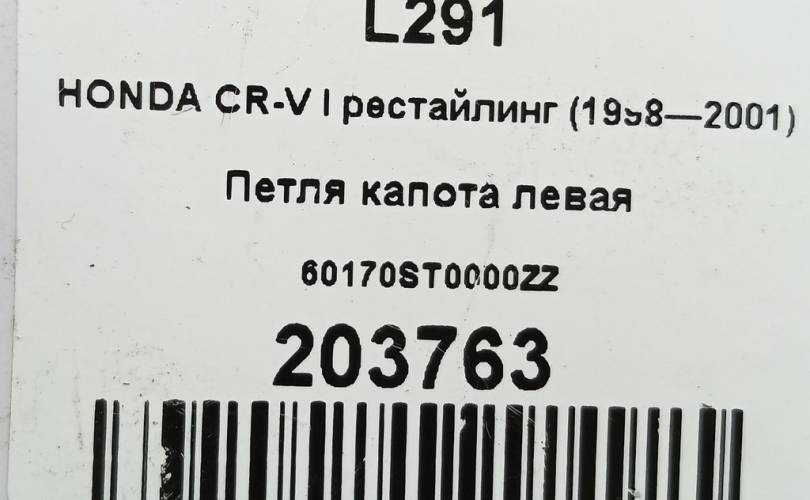 L291
HONDA CR-V I рестайлинг (1998—2001)
Петля капота левая
60170ST0000ZZ
203763